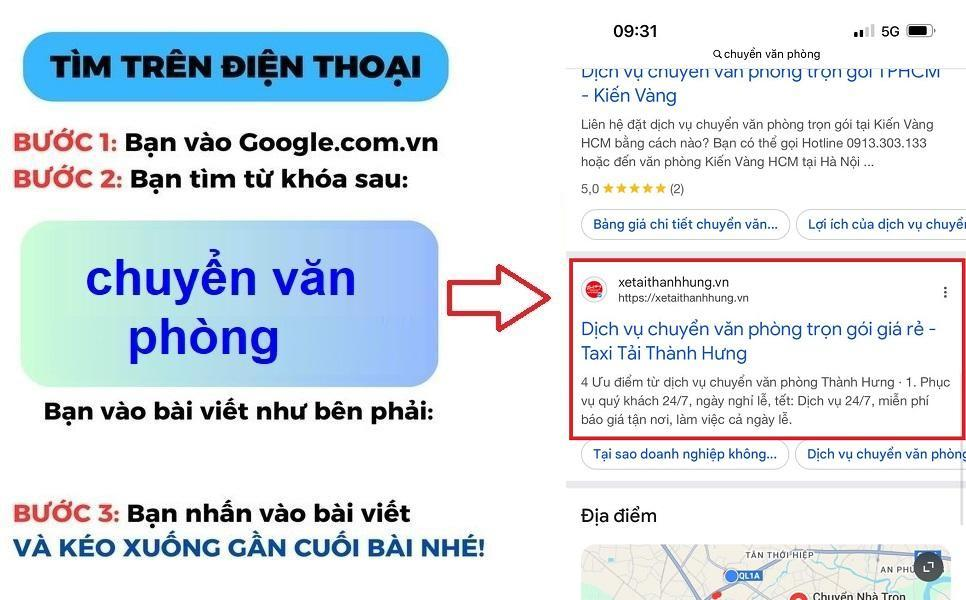 TÌM TRÊN ĐIỆN THOẠI
BƯỚC 1: Bạn vào Google.com.vn
BƯỚC 2: Bạn tìm từ khóa sau:
chuyển văn
phòng
Bạn vào bài viết như bên phải:
BƯỚC 3: Bạn nhấn vào bài viết
VÀ KÉO XUỐNG GẦN CUỐI BÀI NHÉ!
09:31
5G
chuyển văn phòng
Dịch vụ chuyển văn phòng trọn gói TPHCM
- Kiến Vàng
Liên hệ đặt dịch vụ chuyển văn phòng trọn gói tại Kiến Vàng
HCM bằng cách nào? Bạn có thể gọi Hotline 0913.303.133
hoặc đến văn phòng Kiến Vàng HCM tại Hà Nội ...
5,0 ★★★★★ (2)
Bảng giá chi tiết chuyển văn...
Lợi ích của dịch vụ chuyể
xetaithanhhung.vn
https://xetaithanhhung.vn
Dịch vụ chuyển văn phòng trọn gói giá rẻ -
Taxi Tải Thành Hưng
4 Ưu điểm từ dịch vụ chuyển văn phòng Thành Hưng · 1. Phục
vụ quý khách 24/7, ngày nghỉ lễ, tết: Dịch vụ 24/7, miễn phí
báo giá tận nơi, làm việc cả ngày lễ.
Tại sao doanh nghiệp không...
Dịch vụ chuyển văn phòng
Địa điểm
TÂN THỚI HIỆP
QL1A
AN PHÚ
Chuyển Nhà Trọn